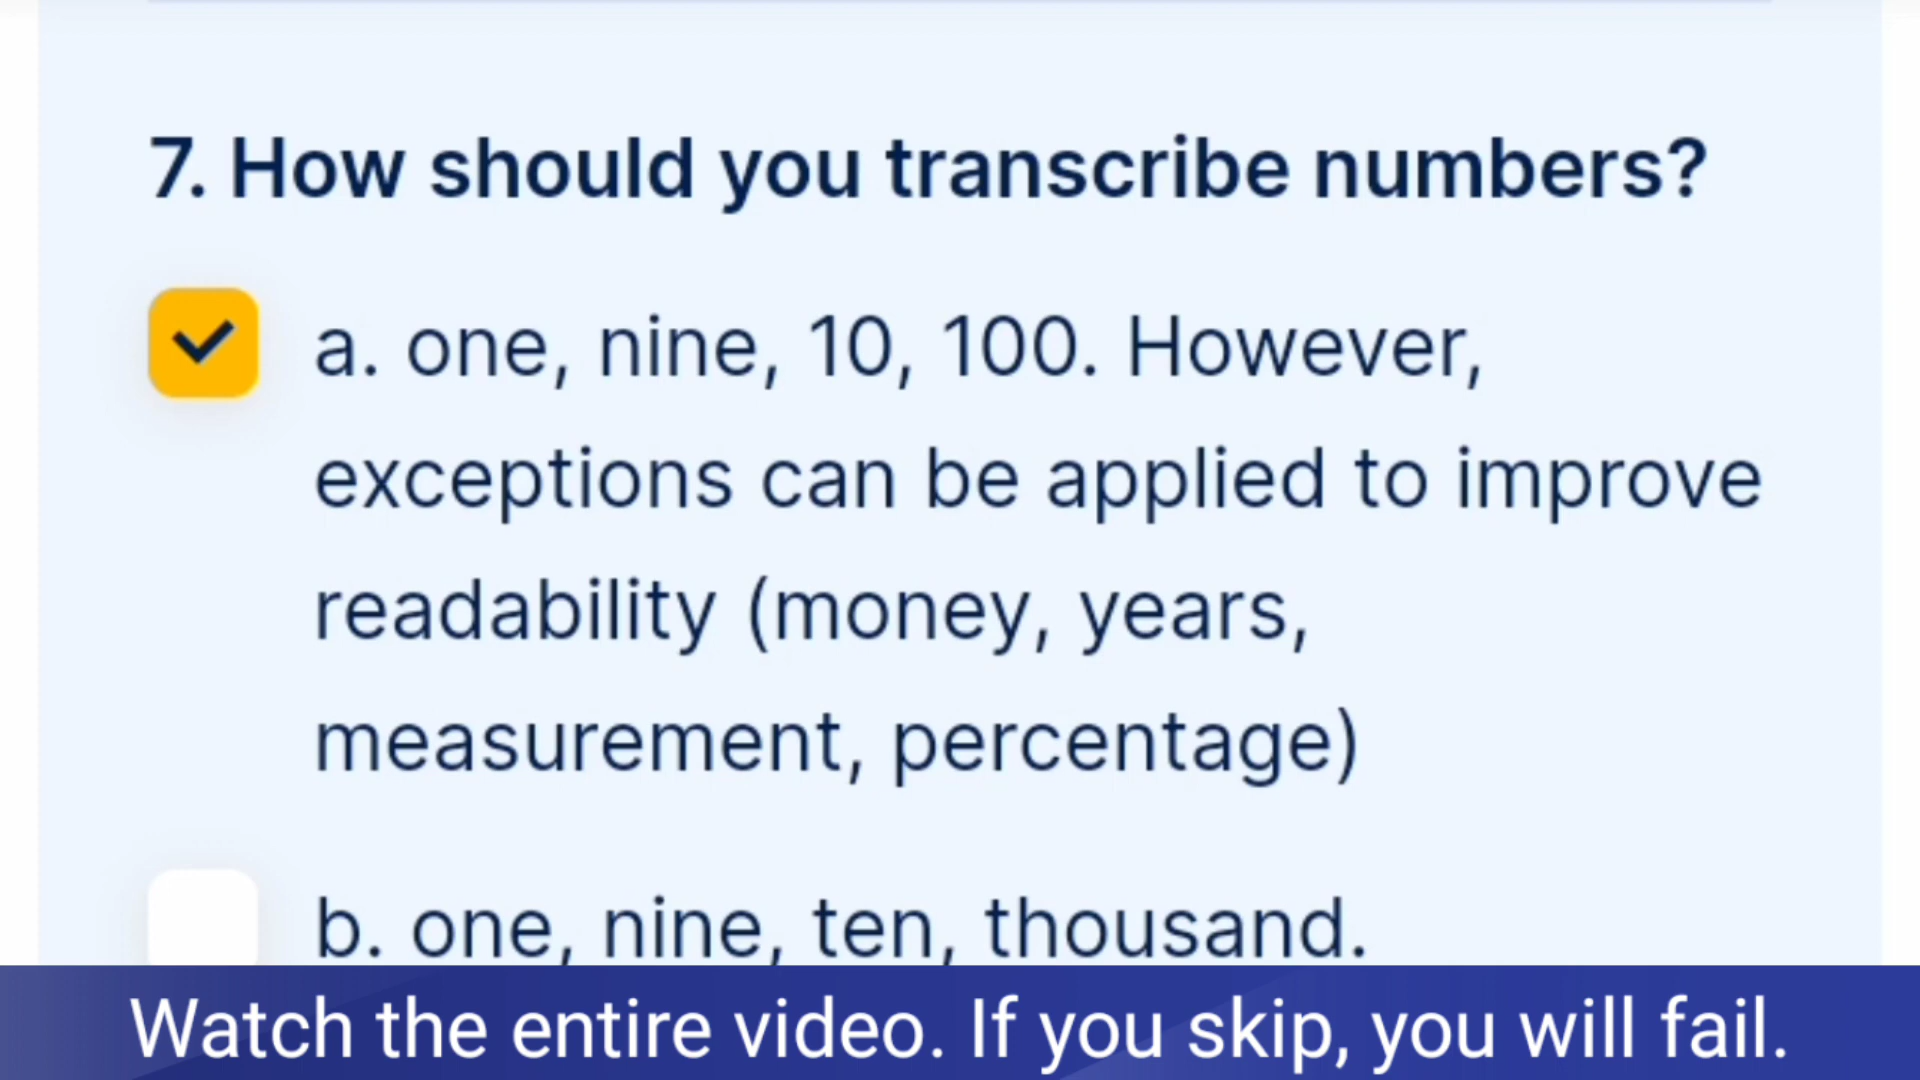 7. How should you transcribe numbers?
a. one, nine, 10, 100. However,
exceptions can be applied to improve
readability (money, years,
measurement, percentage)
b. one, nine, ten, thousand.
Watch the entire video. If you skip, you will fail.